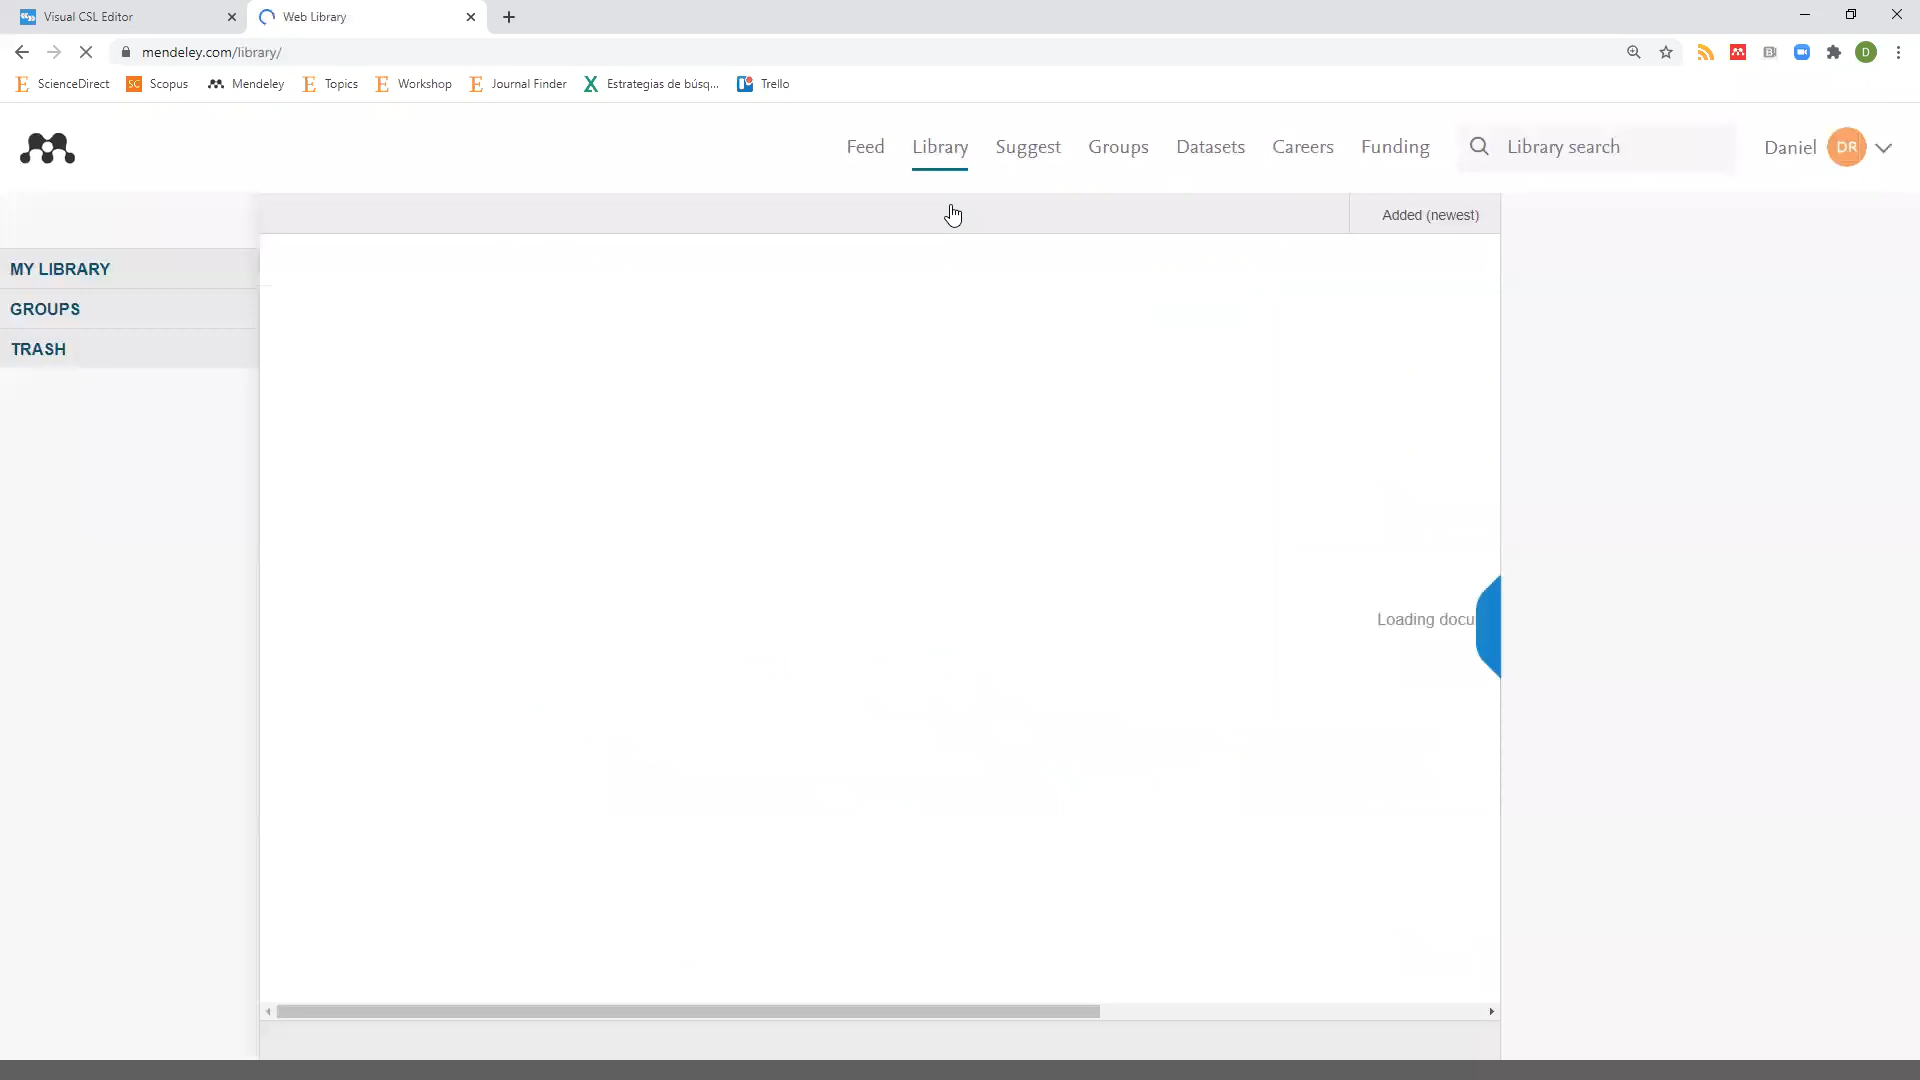 Visual CSL Editor
Web Library
mendeley.com/library/
D
E ScienceDirect
SC Scopus
Mendeley
E Topics
E Workshop
E Journal Finder
Estrategias de búsq...
Trello
Feed
Library
Suggest
Groups
Datasets
Careers
Funding
Library search
Daniel
DR
Added (newest)
MY LIBRARY
GROUPS
TRASH
Loading docu